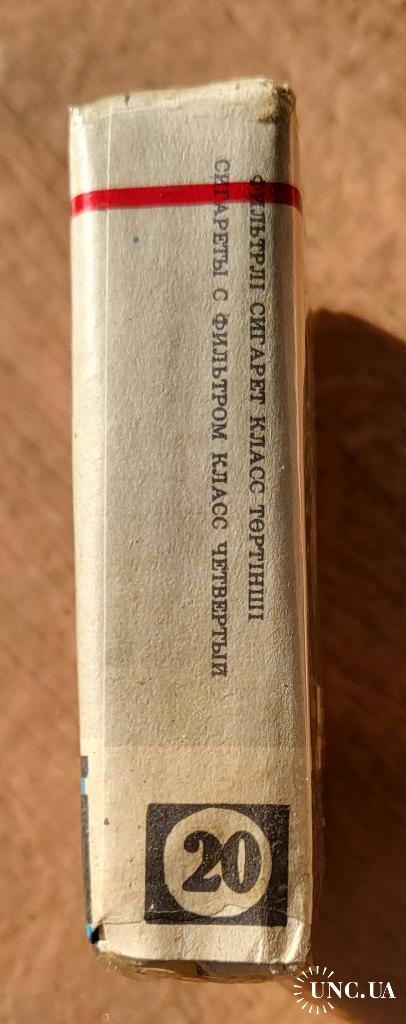 ФИЛЬТРЛІ СИГАРЕТ КЛАСС ТӨРТІНШІ
СИГАРЕТЫ С ФИЛЬТРОМ КЛАСС ЧЕТВЕРТЫЙ
20
UNC.UA